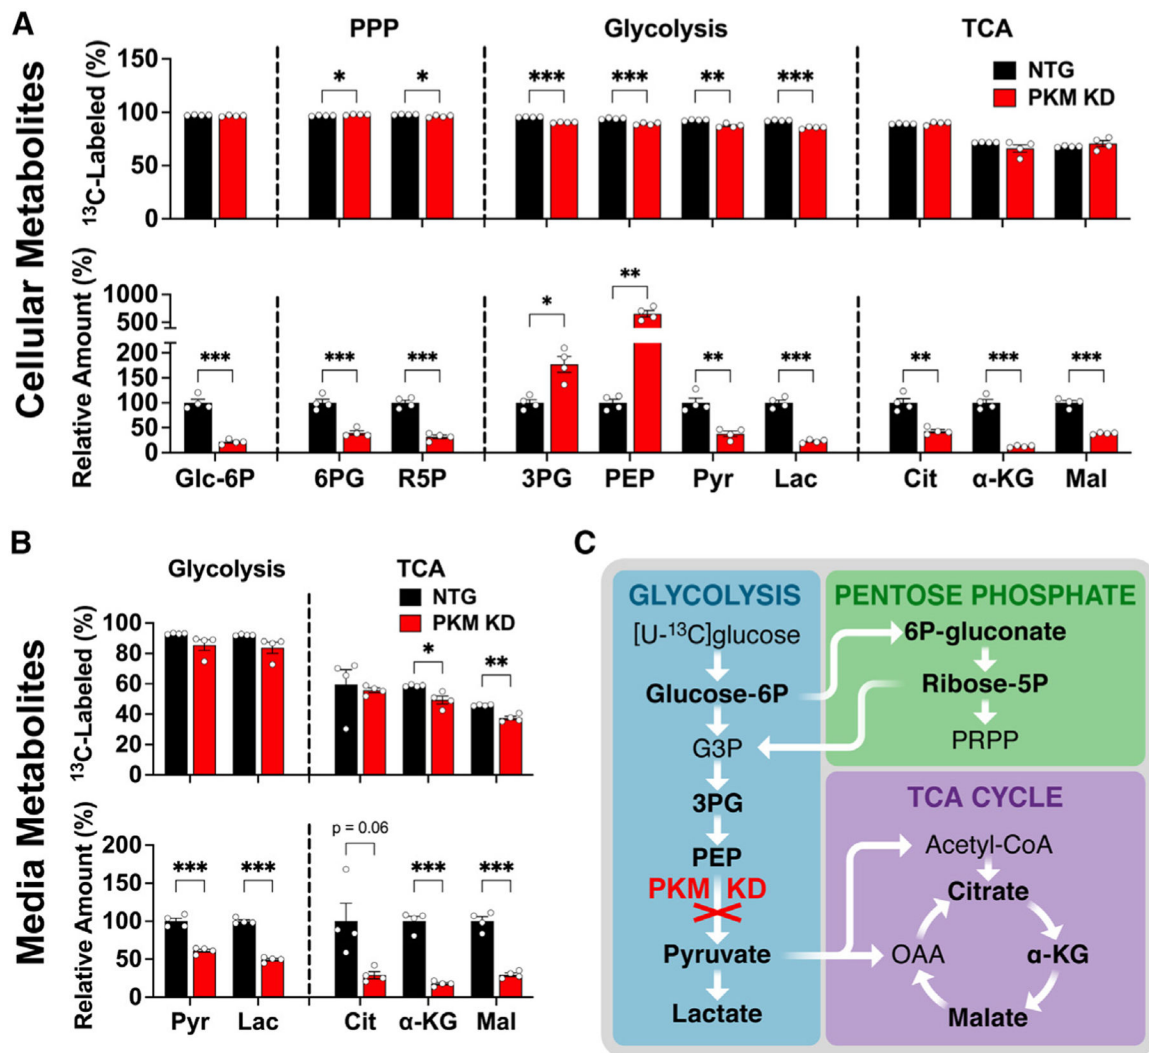 A
Cellular Metabolites
PPP
Glycolysis
TCA
¹³C-Labeled (%)
150
100
50
0
* * *** *** ** ***
NTG
PKM KD
Relative Amount (%)
1000
500
200
150
100
50
0
*** *** *** * ** ** *** ** *** ***
Glc-6P 6PG R5P 3PG PEP Pyr Lac Cit α-KG Mal
B
Media Metabolites
Glycolysis
TCA
NTG
PKM KD
¹³C-Labeled (%)
100
80
60
40
20
0
* **
Relative Amount (%)
200
150
100
50
0
*** *** p = 0.06 *** ***
Pyr Lac Cit α-KG Mal
C
GLYCOLYSIS
[U-¹³C]glucose
Glucose-6P
G3P
3PG
PEP
PKM KD
Pyruvate
Lactate
PENTOSE PHOSPHATE
6P-gluconate
Ribose-5P
PRPP
TCA CYCLE
Acetyl-CoA
Citrate
OAA
α-KG
Malate